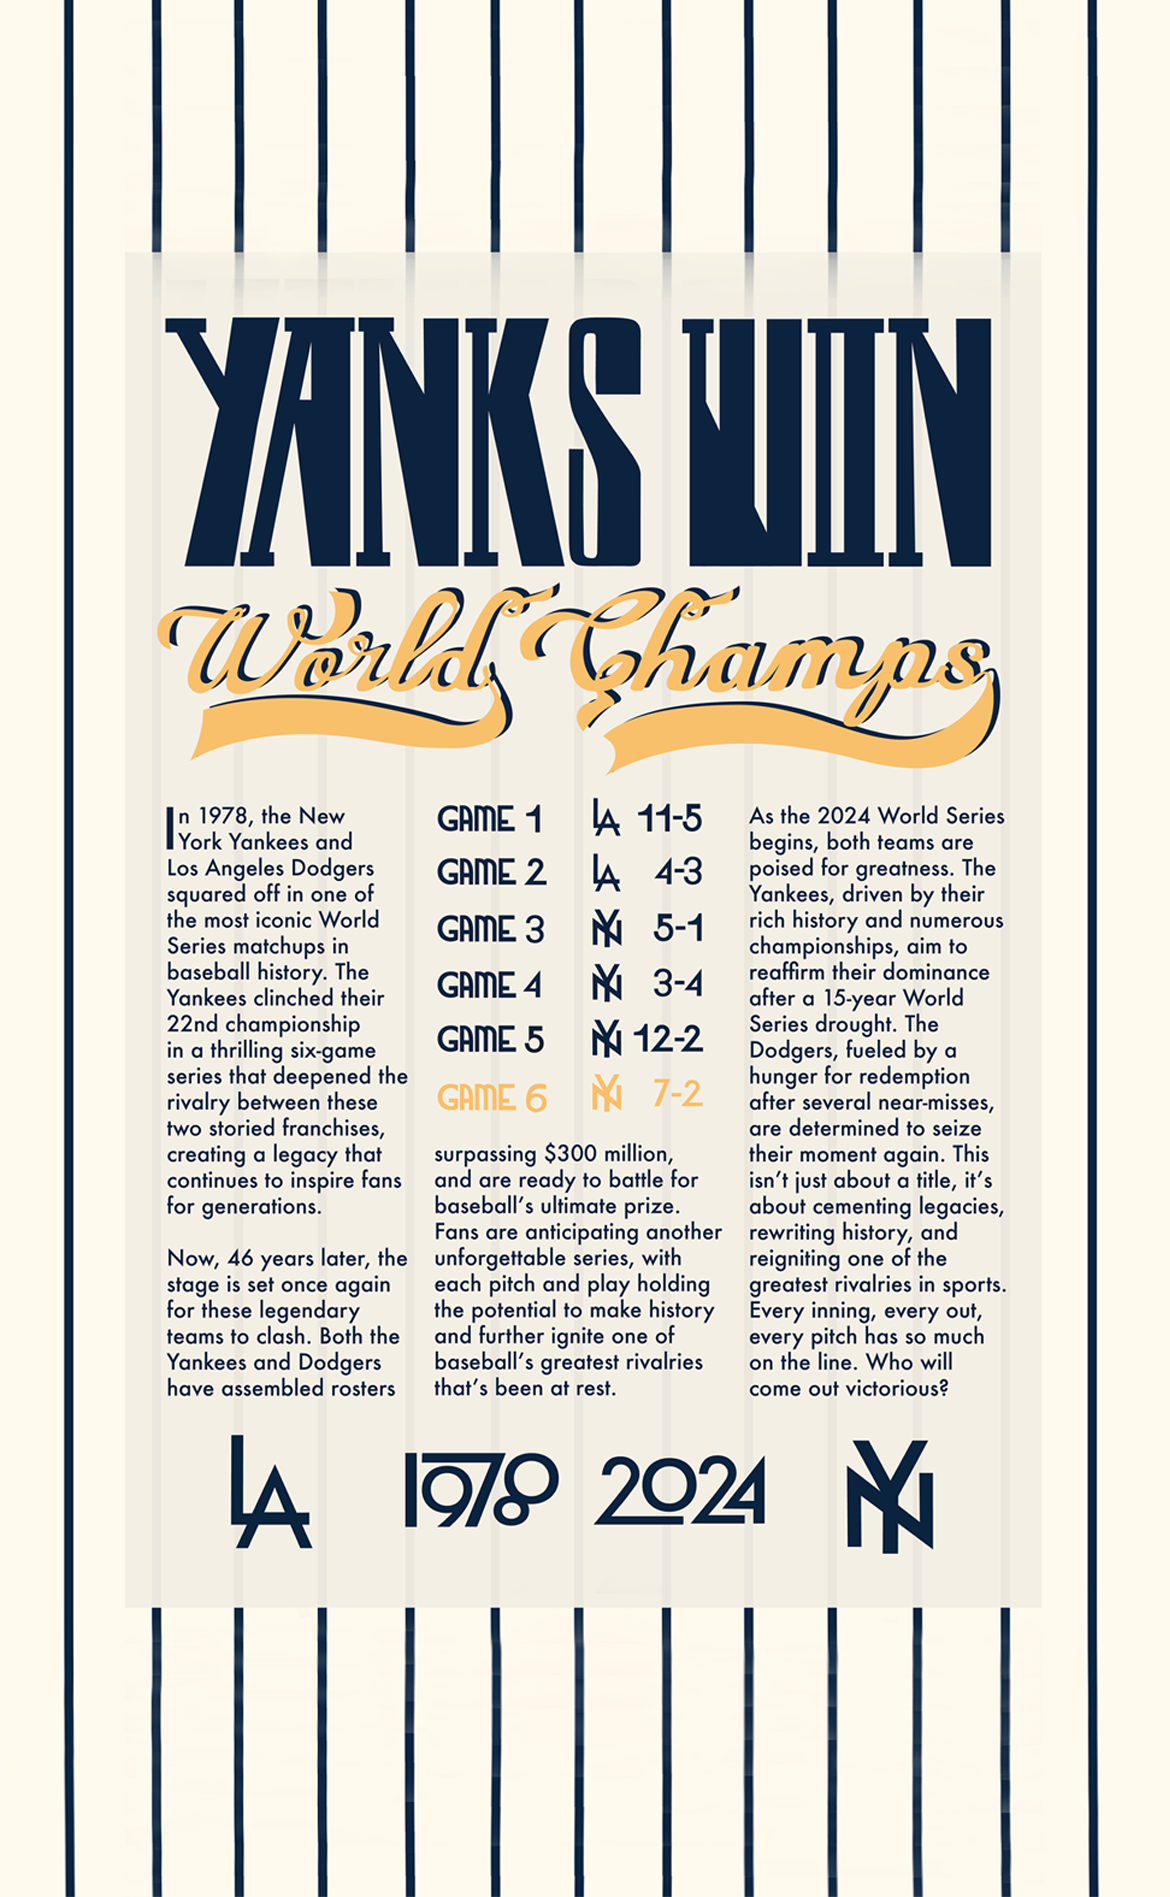 YANKS WIN
World Champs
In 1978, the New
York Yankees and
Los Angeles Dodgers
squared off in one of
the most iconic World
Series matchups in
baseball history. The
Yankees clinched their
22nd championship
in a thrilling six-game
series that deepened the
rivalry between these
two storied franchises,
creating a legacy that
continues to inspire fans
for generations.
Now, 46 years later, the
stage is set once again
for these legendary
teams to clash. Both the
Yankees and Dodgers
have assembled rosters
GAME 1 LA 11-5
GAME 2 LA 4-3
GAME 3 NY 5-1
GAME 4 NY 3-4
GAME 5 NY 12-2
GAME 6 NY 7-2
surpassing $300 million,
and are ready to battle for
baseball's ultimate prize.
Fans are anticipating another
unforgettable series, with
each pitch and play holding
the potential to make history
and further ignite one of
baseball's greatest rivalries
that's been at rest.
As the 2024 World Series
begins, both teams are
poised for greatness. The
Yankees, driven by their
rich history and numerous
championships, aim to
reaffirm their dominance
after a 15-year World
Series drought. The
Dodgers, fueled by a
hunger for redemption
after several near-misses,
are determined to seize
their moment again. This
isn't just about a title, it's
about cementing legacies,
rewriting history, and
reigniting one of the
greatest rivalries in sports.
Every inning, every out,
every pitch has so much
on the line. Who will
come out victorious?
LA 1978 2024 NY